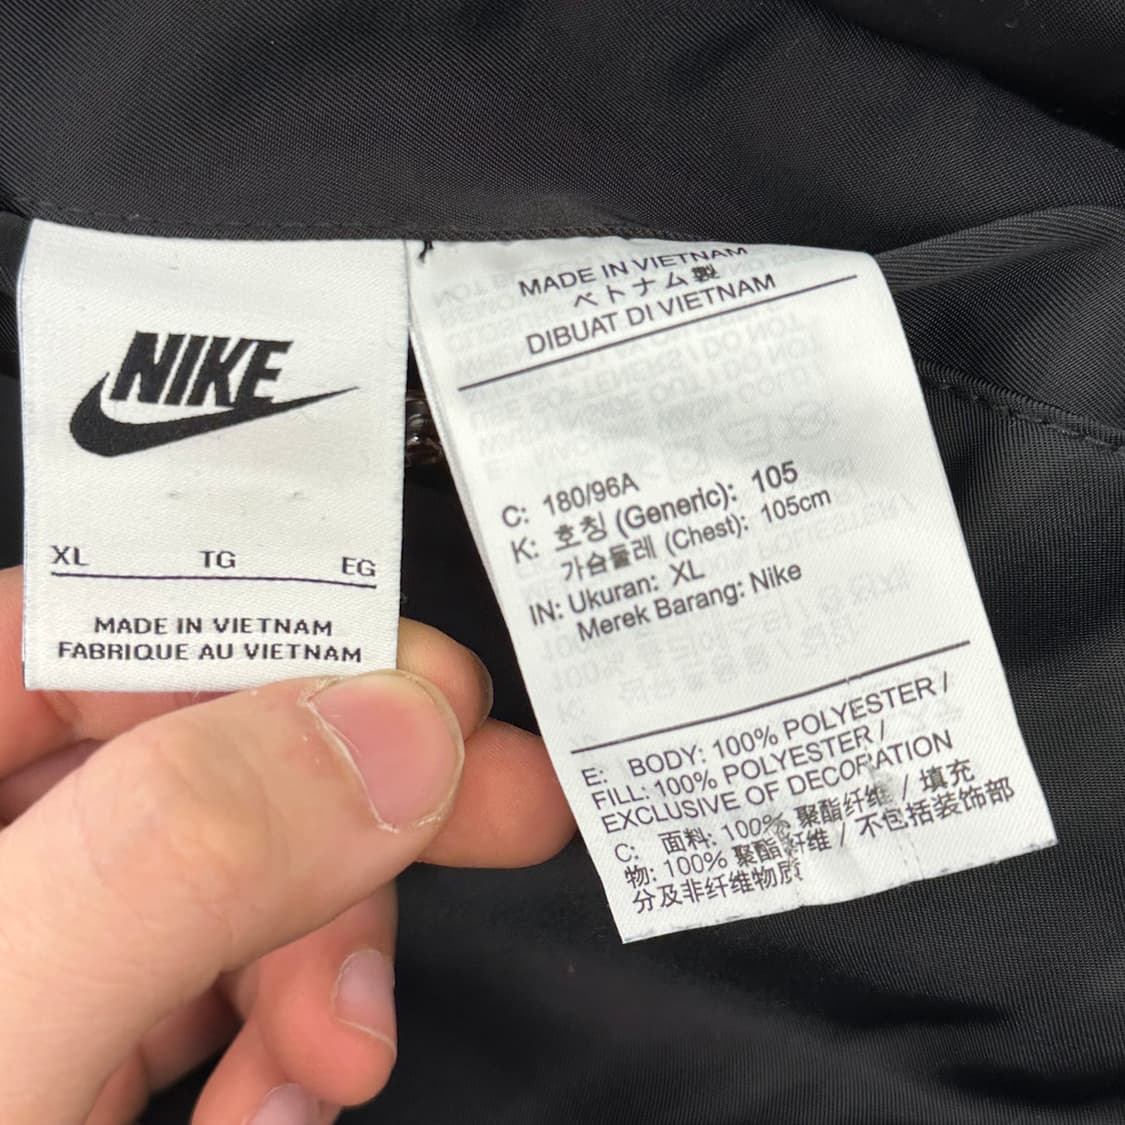 NIKE
XL TG EG
MADE IN VIETNAM
FABRIQUE AU VIETNAM
MADE IN VIETNAM
ベトナム製
DIBUAT DI VIETNAM
C: 180/96A
K: 호칭 (Generic): 105
가슴둘레 (Chest): 105cm
IN: Ukuran: XL
Merek Barang: Nike
E: BODY: 100% POLYESTER /
FILL: 100% POLYESTER /
EXCLUSIVE OF DECORATION
C: 面料: 100% 聚酯纤维 / 填充
物: 100% 聚酯纤维 / 不包括装饰部
分及非纤维物质